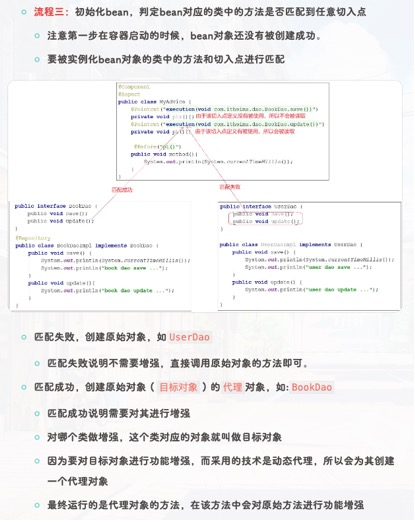 流程三：初始化bean，判定bean对应的类中的方法是否匹配到任意切入点
注意第一步在容器启动的时候，bean对象还没有被创建成功。
要被实例化bean对象的类中的方法和切入点进行匹配
@Component
@Aspect
public class MyAdvice {
@Pointcut("execution(void com.itheima.dao.BookDao.save())")
private void ptx(){} 由于该切入点定义没有被使用，所以不会被读取
@Pointcut("execution(void com.itheima.dao.BookDao.update())")
private void pt(){} 由于该切入点定义有被使用，所以会被读取
@Before("pt()")
public void method(){
System.out.println(System.currentTimeMillis());
}
}
匹配成功
匹配失败
public interface BookDao {
public void save();
public void update();
}
@Repository
public class BookDaoImpl implements BookDao {
public void save() {
System.out.println(System.currentTimeMillis());
System.out.println("book dao save ...");
}
public void update(){
System.out.println("book dao update ...");
}
}
public interface UserDao {
public void save();
public void update();
}
public class UserDaoImpl implements UserDao {
public void save() {
System.out.println(System.currentTimeMillis());
System.out.println("user dao save ...");
}
public void update(){
System.out.println("user dao update ...");
}
}
匹配失败，创建原始对象，如 UserDao
匹配失败说明不需要增强，直接调用原始对象的方法即可。
匹配成功，创建原始对象（ 目标对象 ）的 代理 对象，如: BookDao
匹配成功说明需要对其进行增强
对哪个类做增强，这个类对应的对象就叫做目标对象
因为要对目标对象进行功能增强，而采用的技术是动态代理，所以会为其创建
一个代理对象
最终运行的是代理对象的方法，在该方法中会对原始方法进行功能增强